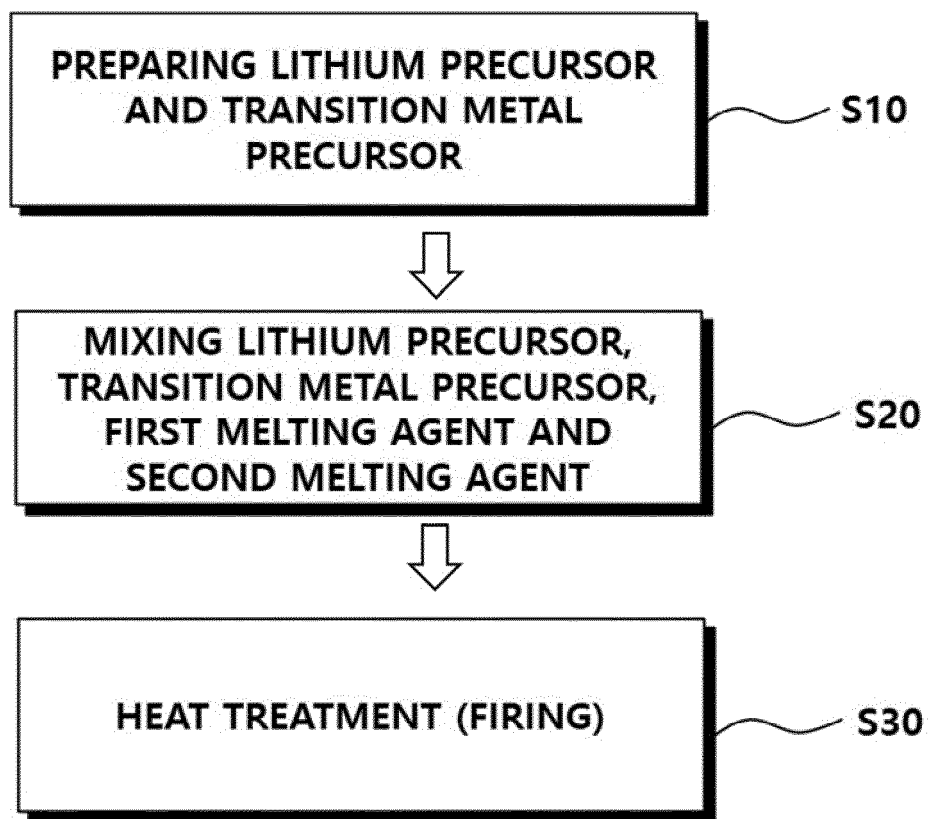 PREPARING LITHIUM PRECURSOR
AND TRANSITION METAL
PRECURSOR
S10
MIXING LITHIUM PRECURSOR,
TRANSITION METAL PRECURSOR,
FIRST MELTING AGENT AND
SECOND MELTING AGENT
S20
HEAT TREATMENT (FIRING)
S30